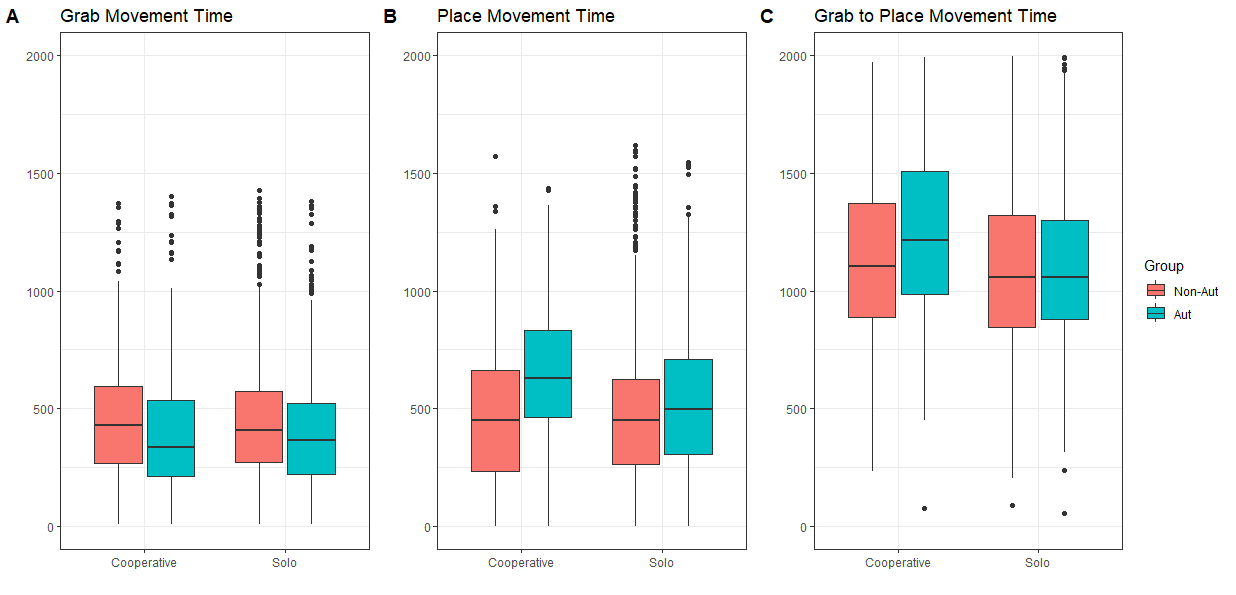 A Grab Movement Time
2000
1500
1000
500
0
Cooperative Solo
B Place Movement Time
2000
1500
1000
500
0
Cooperative Solo
C Grab to Place Movement Time
2000
1500
1000
500
0
Cooperative Solo
Group
Non-Aut
Aut